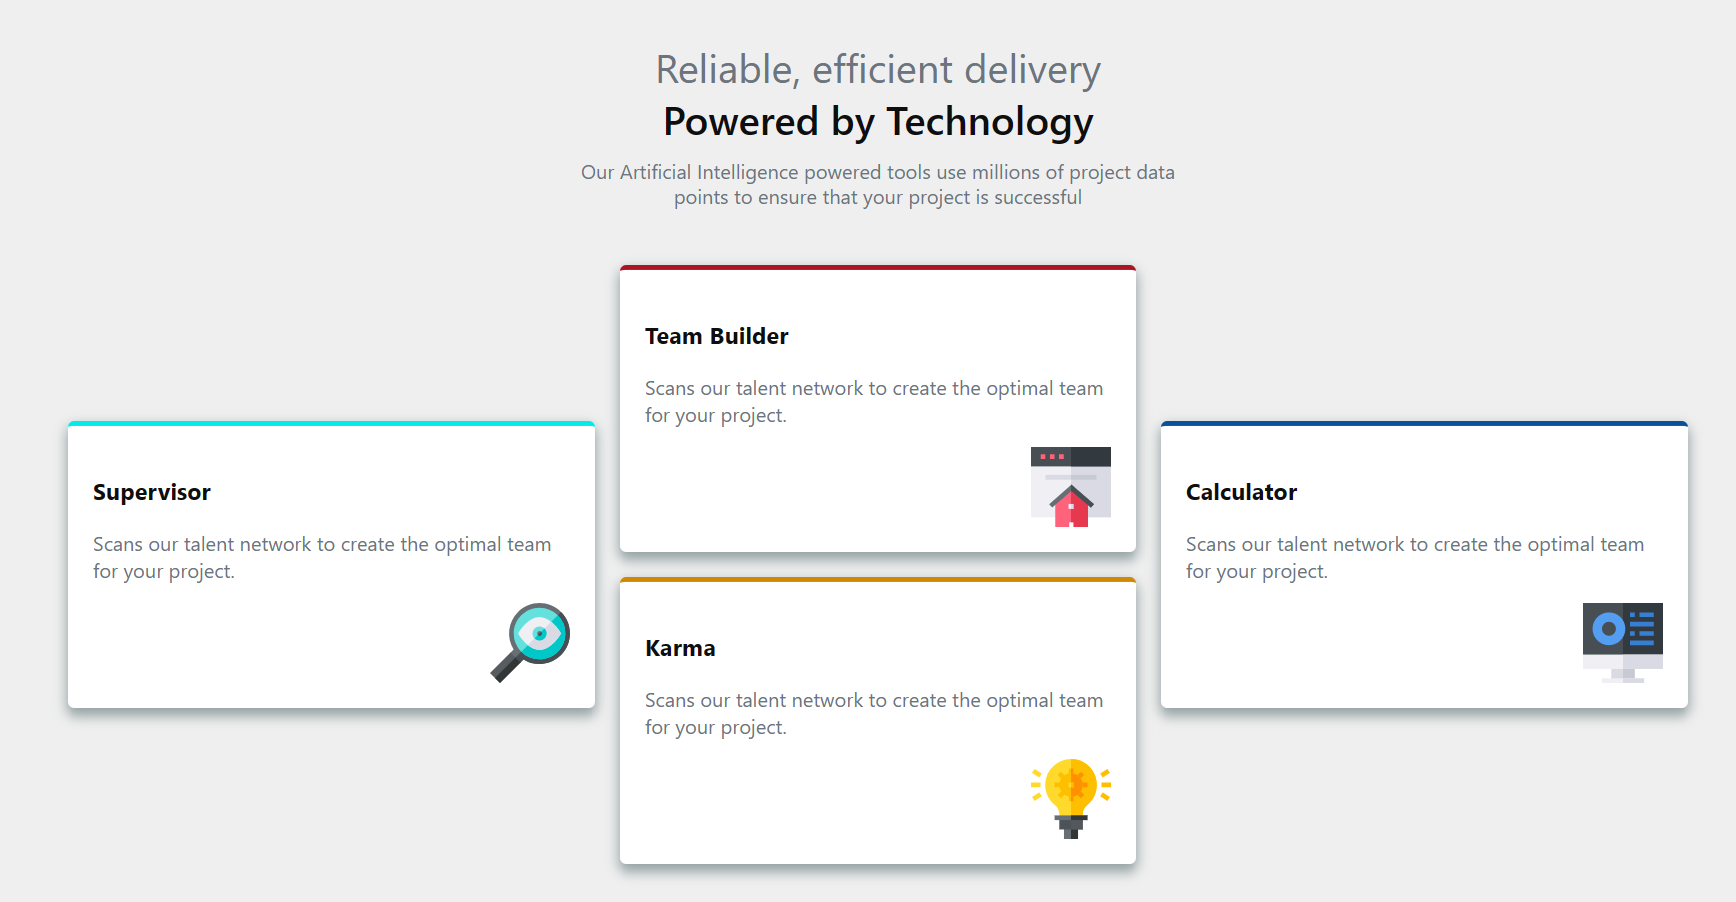 Reliable, efficient delivery
Powered by Technology
Our Artificial Intelligence powered tools use millions of project data
points to ensure that your project is successful
Supervisor
Scans our talent network to create the optimal team
for your project.
Team Builder
Scans our talent network to create the optimal team
for your project.
Karma
Scans our talent network to create the optimal team
for your project.
Calculator
Scans our talent network to create the optimal team
for your project.